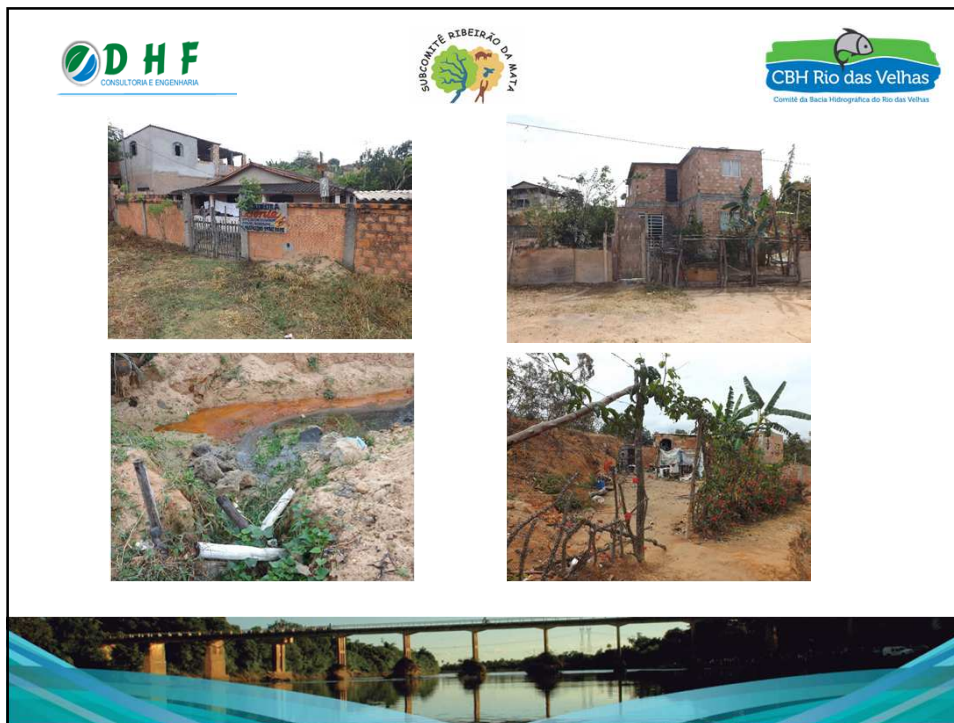 DHF
CONSULTORIA E ENGENHARIA
SUBCOMITÊ RIBEIRÃO DA MATA
CBH Rio das Velhas
Comitê da Bacia Hidrográfica do Rio das Velhas